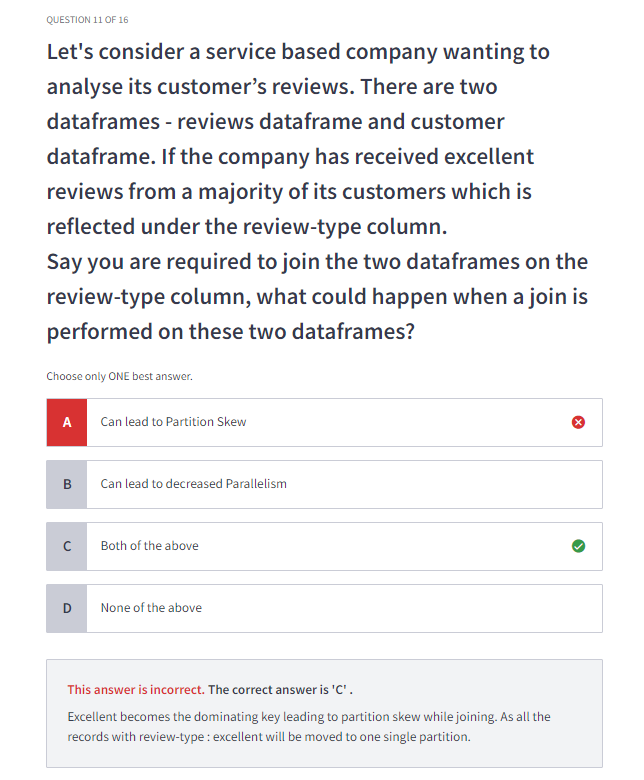 QUESTION 11 OF 16
Let's consider a service based company wanting to
analyse its customer’s reviews. There are two
dataframes - reviews dataframe and customer
dataframe. If the company has received excellent
reviews from a majority of its customers which is
reflected under the review-type column.
Say you are required to join the two dataframes on the
review-type column, what could happen when a join is
performed on these two dataframes?
Choose only ONE best answer.
A Can lead to Partition Skew
B Can lead to decreased Parallelism
C Both of the above
D None of the above
This answer is incorrect. The correct answer is 'C' .
Excellent becomes the dominating key leading to partition skew while joining. As all the
records with review-type : excellent will be moved to one single partition.